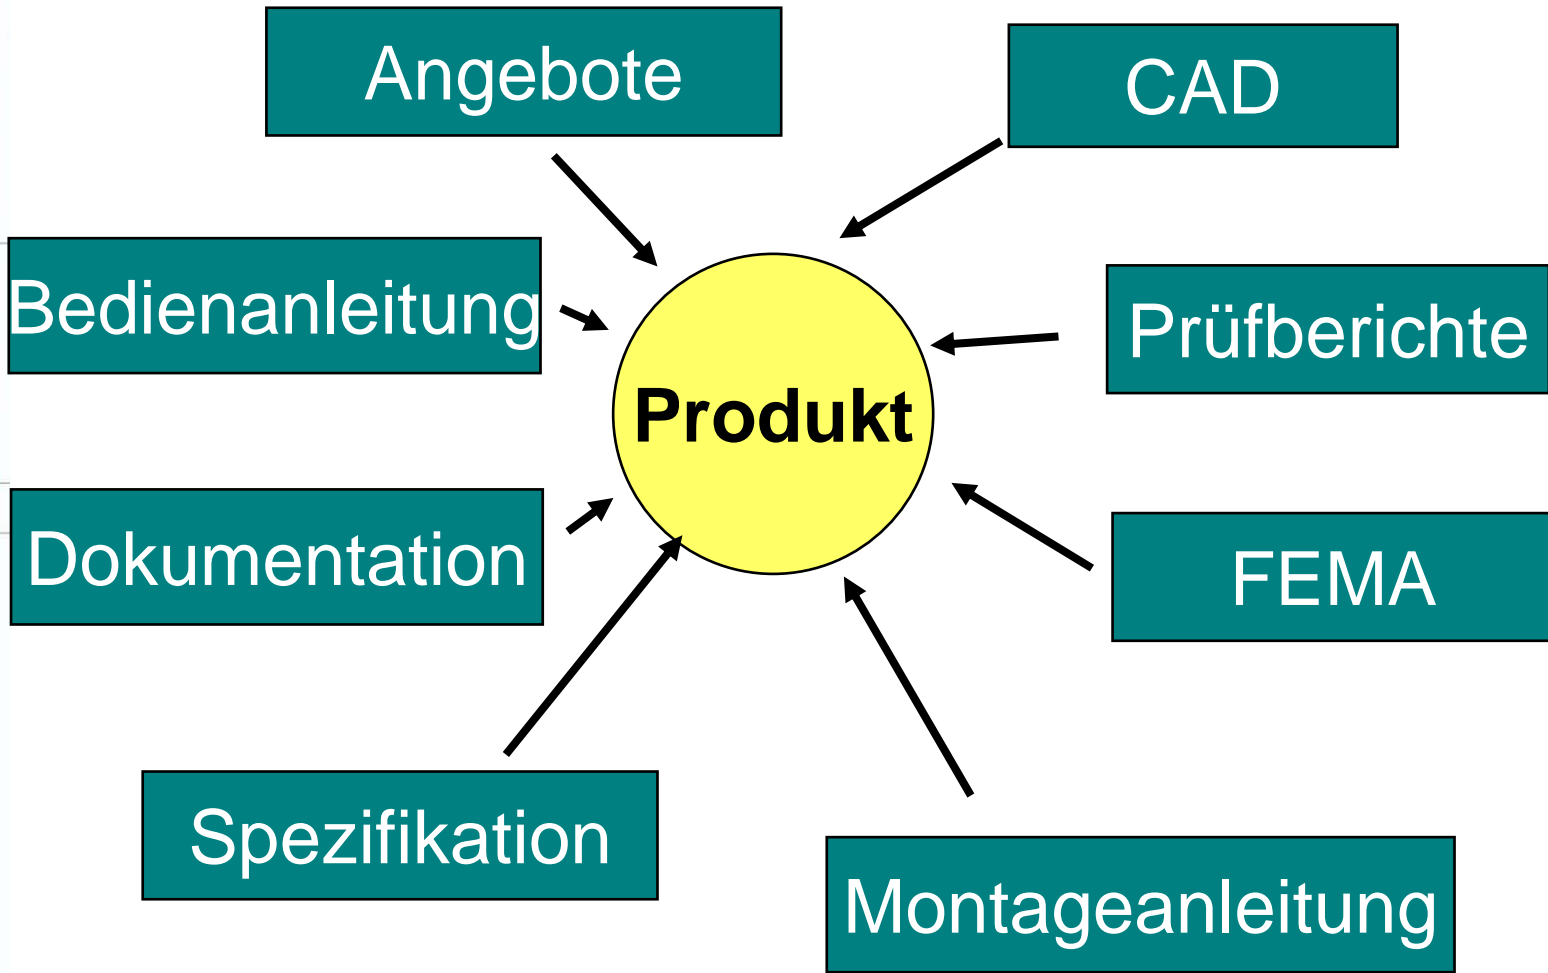 Angebote
CAD
Bedienanleitung
Prüfberichte
Produkt
Dokumentation
FEMA
Spezifikation
Montageanleitung